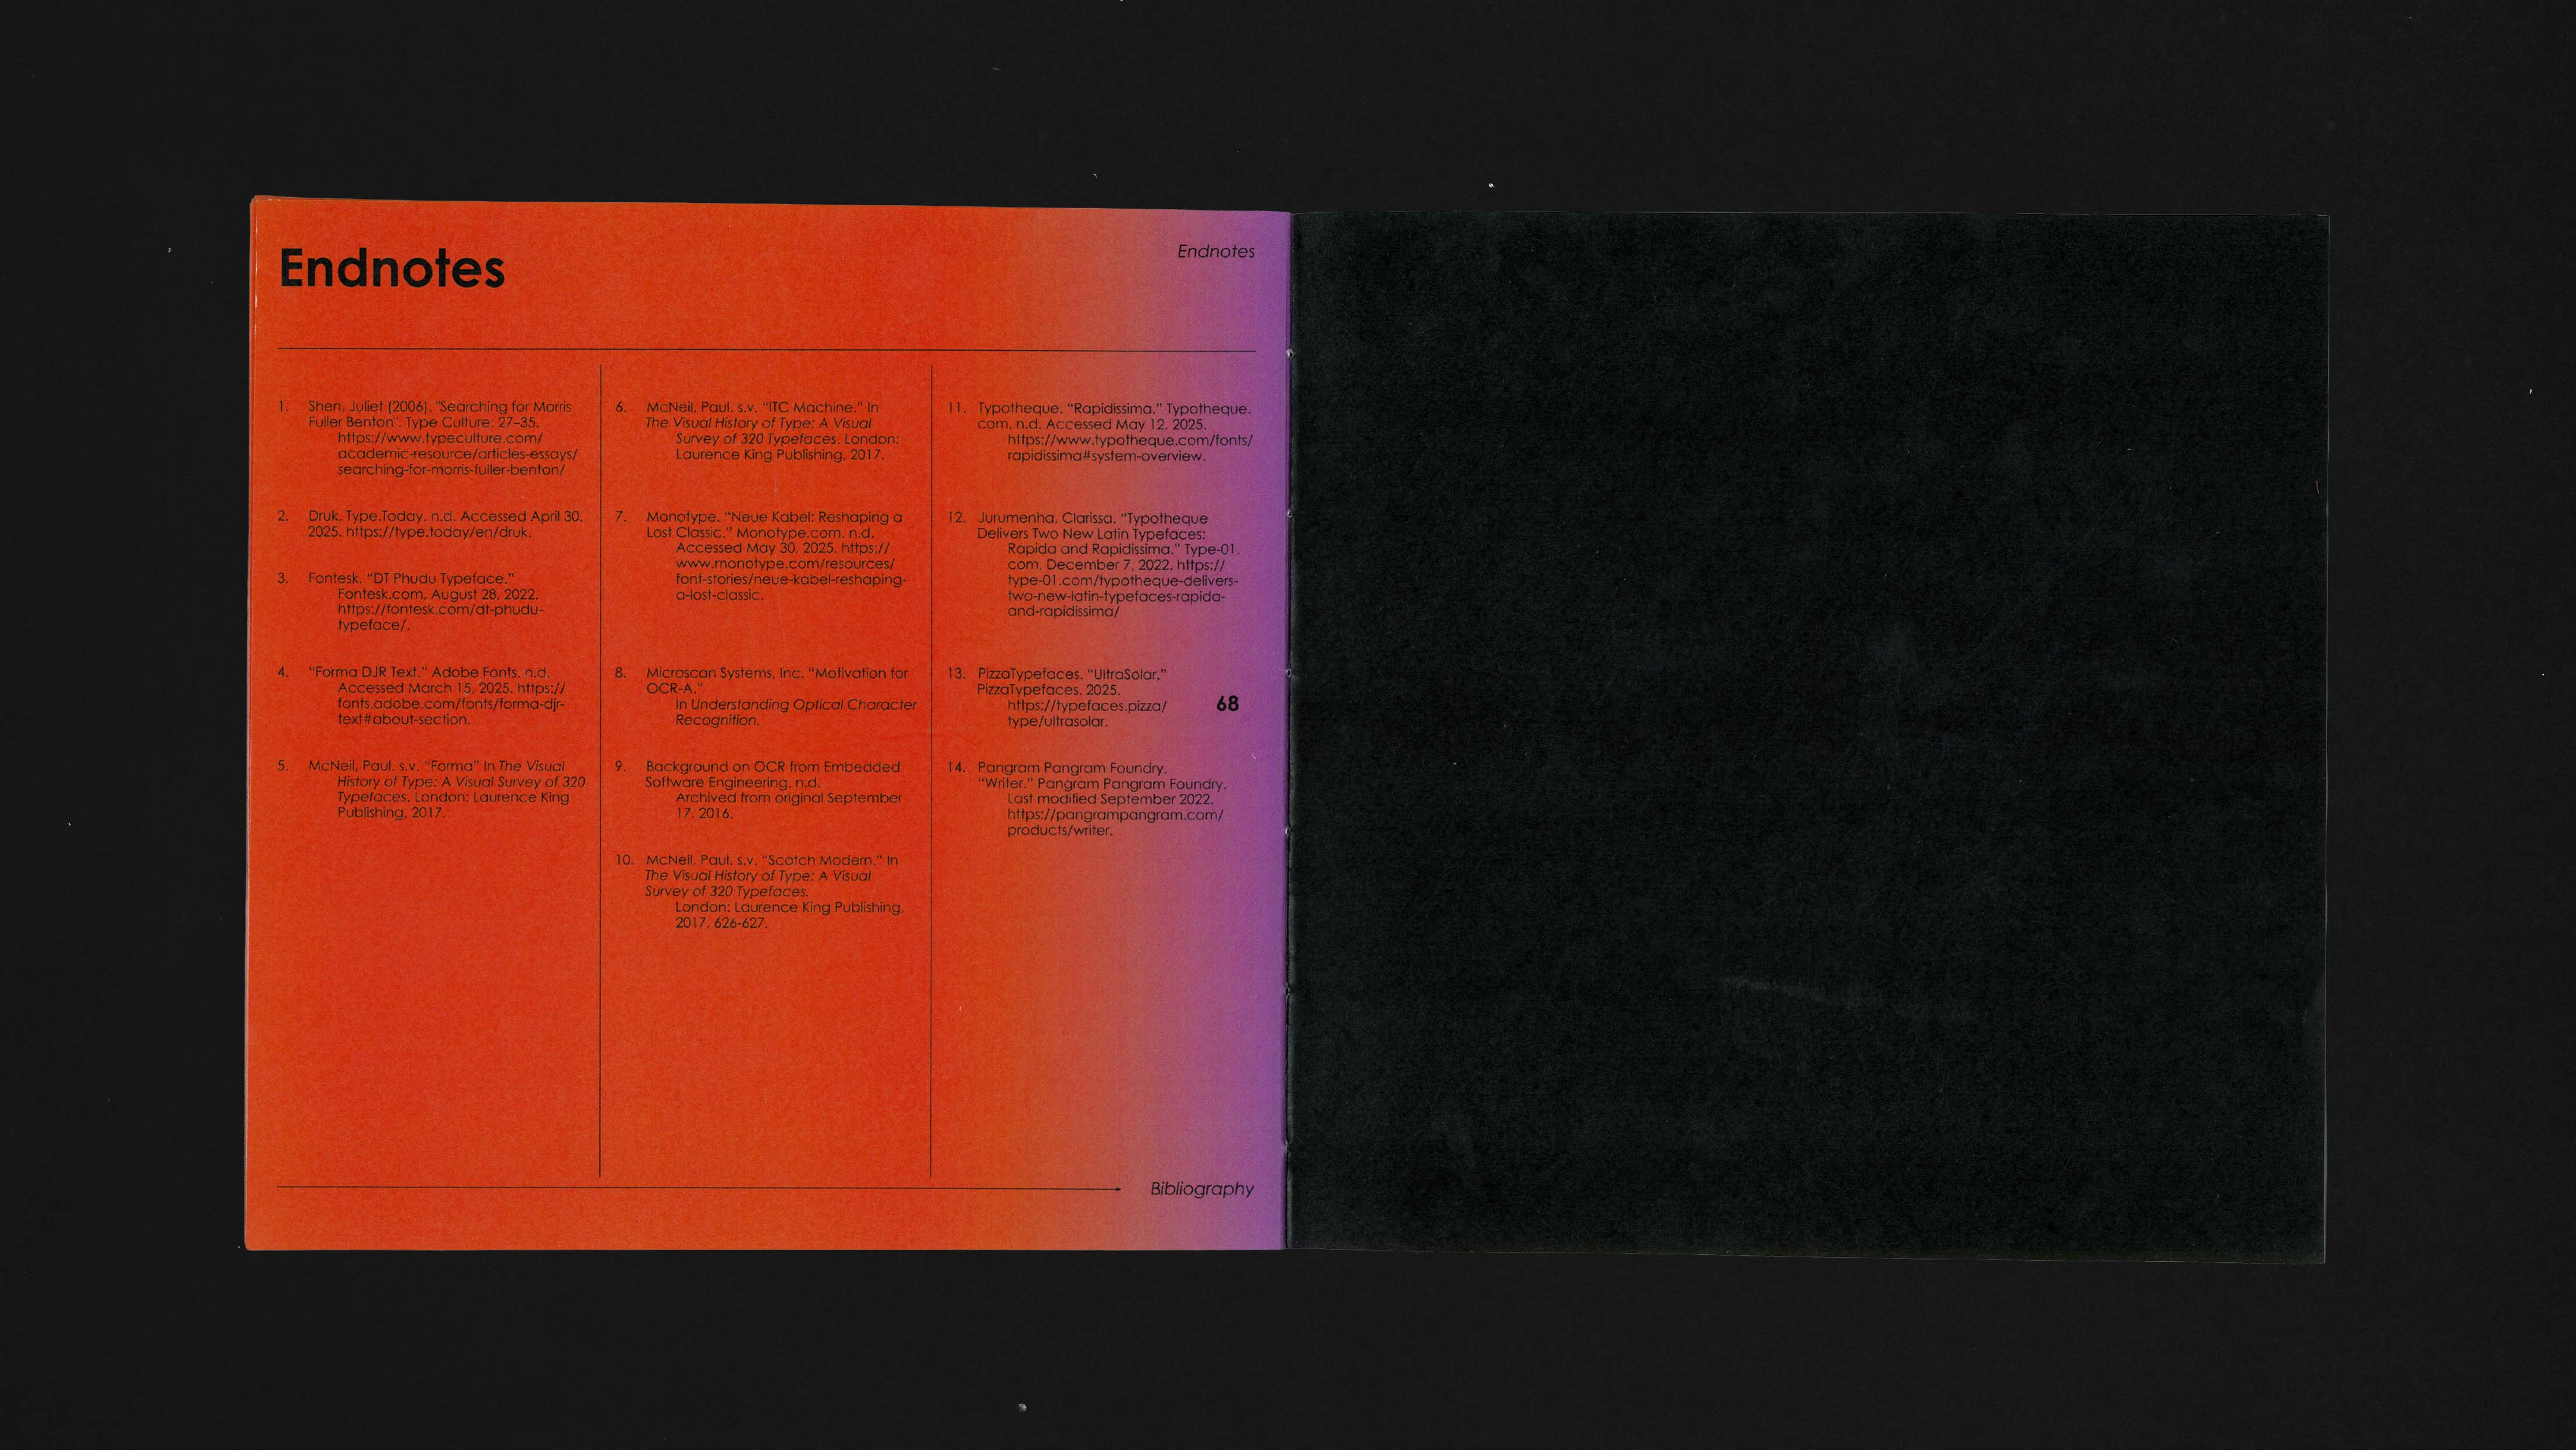 Endnotes
Endnotes
1. Shen, Juliet (2006). "Searching for Morris
Fuller Benton". Type Culture: 27–35.
https://www.typeculture.com/
academic-resource/articles-essays/
searching-for-morris-fuller-benton/
2. Druk. Type.Today. n.d. Accessed April 30,
2025. https://type.today/en/druk.
3. Fontesk. “DT Phudu Typeface.”
Fontesk.com, August 28, 2022.
https://fontesk.com/dt-phudu-
typeface/.
4. “Forma DJR Text.” Adobe Fonts. n.d.
Accessed March 15, 2025. https://
fonts.adobe.com/fonts/forma-djr-
text#about-section.
5. McNeil, Paul. s.v. “Forma” In The Visual
History of Type: A Visual Survey of 320
Typefaces. London: Laurence King
Publishing, 2017.
6. McNeil, Paul. s.v. “ITC Machine.” In
The Visual History of Type: A Visual
Survey of 320 Typefaces. London:
Laurence King Publishing, 2017.
7. Monotype. “Neue Kabel: Reshaping a
Lost Classic.” Monotype.com. n.d.
Accessed May 30, 2025. https://
www.monotype.com/resources/
font-stories/neue-kabel-reshaping-
a-lost-classic.
8. Microscan Systems, Inc. “Motivation for
OCR-A.”
In Understanding Optical Character
Recognition.
9. Background on OCR from Embedded
Software Engineering. n.d.
Archived from original September
17, 2016.
10. McNeil, Paul. s.v. “Scotch Modern.” In
The Visual History of Type: A Visual
Survey of 320 Typefaces.
London: Laurence King Publishing,
2017. 626-627.
11. Typotheque. “Rapidissima.” Typotheque.
com. n.d. Accessed May 12, 2025.
https://www.typotheque.com/fonts/
rapidissima#system-overview.
12. Jurumenha, Clarissa. “Typotheque
Delivers Two New Latin Typefaces:
Rapida and Rapidissima.” Type-01.
com, December 7, 2022. https://
type-01.com/typotheque-delivers-
two-new-latin-typefaces-rapida-
and-rapidissima/
13. PizzaTypefaces. “UltraSolar.”
PizzaTypefaces. 2025.
https://typefaces.pizza/
type/ultrasolar.
14. Pangram Pangram Foundry.
“Writer.” Pangram Pangram Foundry.
Last modified September 2022.
https://pangrampangram.com/
products/writer.
68
Bibliography